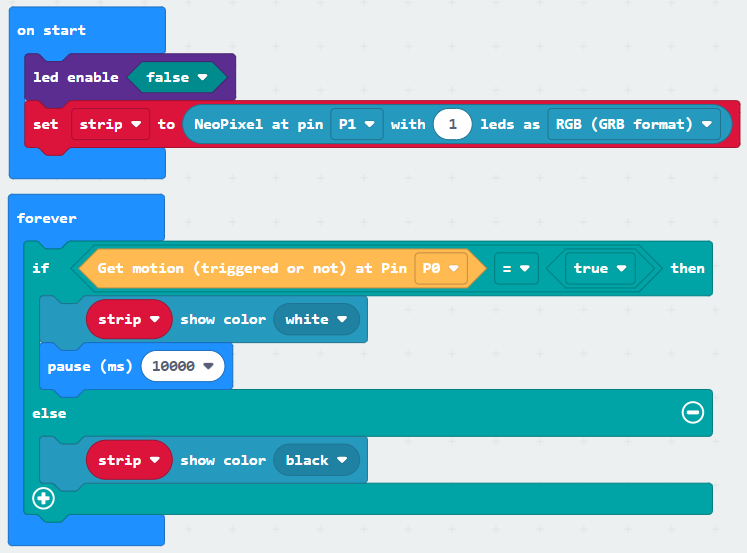 on start
led enable false
set strip to NeoPixel at pin P1 with 1 leds as RGB (GRB format)
forever
if Get motion (triggered or not) at Pin P0 = true then
strip show color white
pause (ms) 10000
else
strip show color black